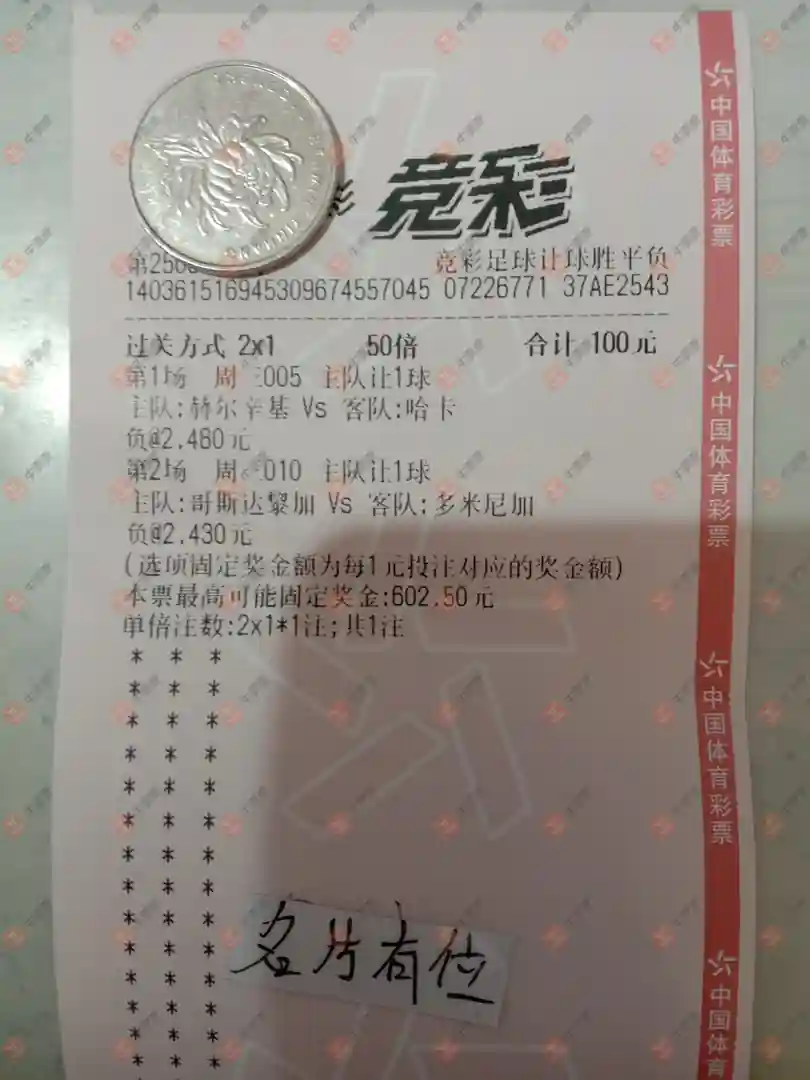 竞彩
竞彩足球让球胜平负
140361516945309674557045 07226771 37AE2543
过关方式 2x1 50倍 合计 100元
第1场 周三005 主队让1球
主队:赫尔辛基 Vs 客队:哈卡
负@2.480元
第2场 周三010 主队让1球
主队:哥斯达黎加 Vs 客队:多米尼加
负@2.430元
(选项固定奖金额为每1元投注对应的奖金额)
本票最高可能固定奖金:602.50元
单倍注数:2x1*1注;共1注
* * *
* * *
* * *
* * *
* * *
* * *
* * *
* * *
* * *
* * *
* * *
* * *
* * *
名片有位
中国体育彩票
中国体育彩票
中国体育彩票
中国体育